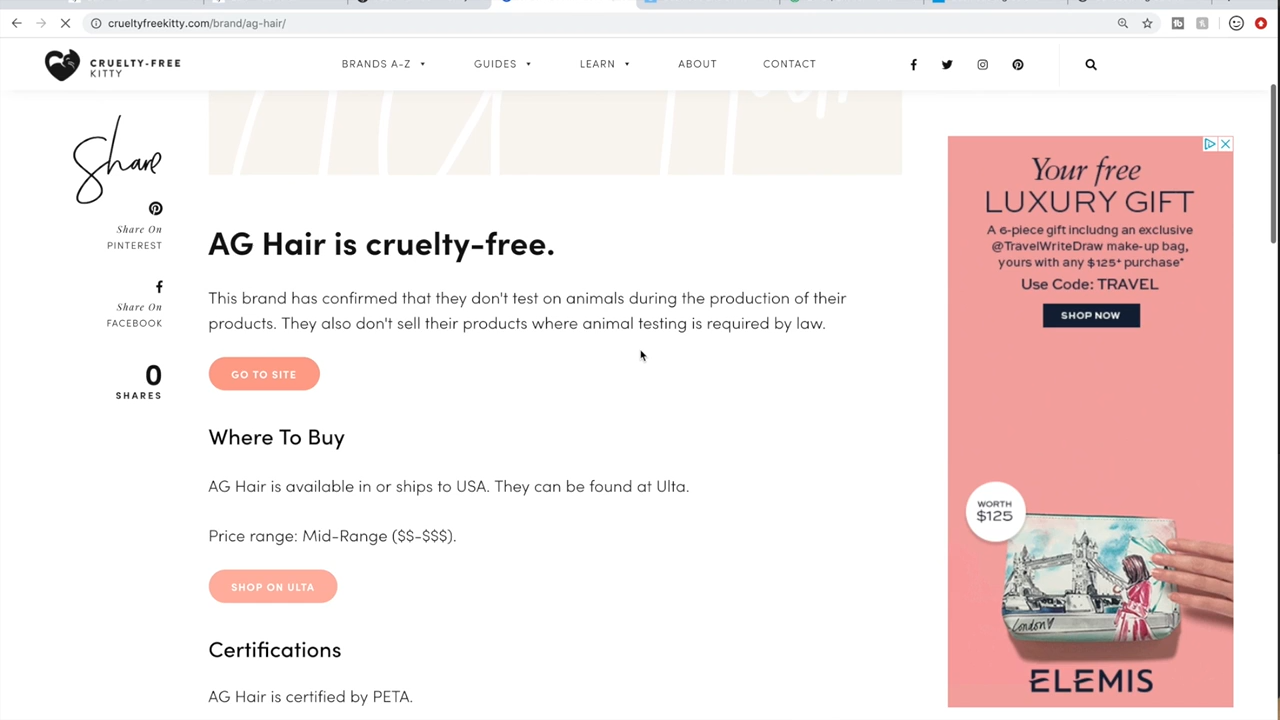 crueltyfreekitty.com/brand/ag-hair/
CRUELTY-FREE
KITTY
BRANDS A-Z
GUIDES
LEARN
ABOUT
CONTACT
Share
Share On
PINTEREST
Share On
FACEBOOK
0
SHARES
AG Hair is cruelty-free.
This brand has confirmed that they don't test on animals during the production of their
products. They also don't sell their products where animal testing is required by law.
GO TO SITE
Where To Buy
AG Hair is available in or ships to USA. They can be found at Ulta.
Price range: Mid-Range ($$-$$$).
SHOP ON ULTA
Certifications
AG Hair is certified by PETA.
Your free
LUXURY GIFT
A 6-piece gift includng an exclusive
@TravelWriteDraw make-up bag,
yours with any $125+ purchase*
Use Code: TRAVEL
SHOP NOW
WORTH
$125
London
ELEMIS